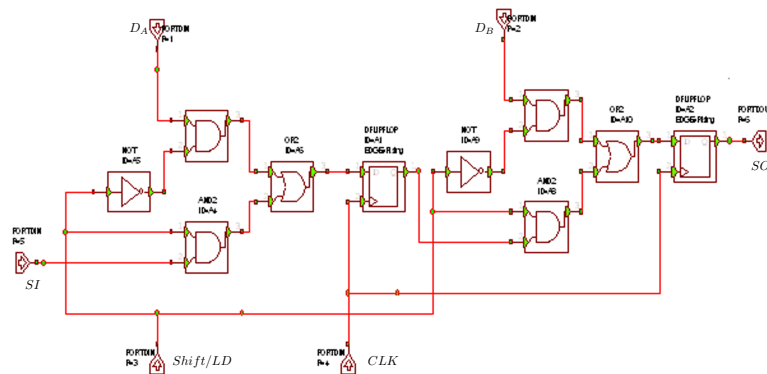 D_A
PORTDIN
P=1
D_B
PORTDIN
P=2
NOT
ID=A5
OR2
ID=A6
DFLIPFLOP
ID=A1
EDGE=Rising
NOT
ID=A9
OR2
ID=A10
DFLIPFLOP
ID=A2
EDGE=Rising
PORTDOUT
P=6
SO
AND2
ID=A4
AND2
ID=A8
PORTDIN
P=5
SI
PORTDIN
P=3
Shift/LD
PORTDIN
P=4
CLK